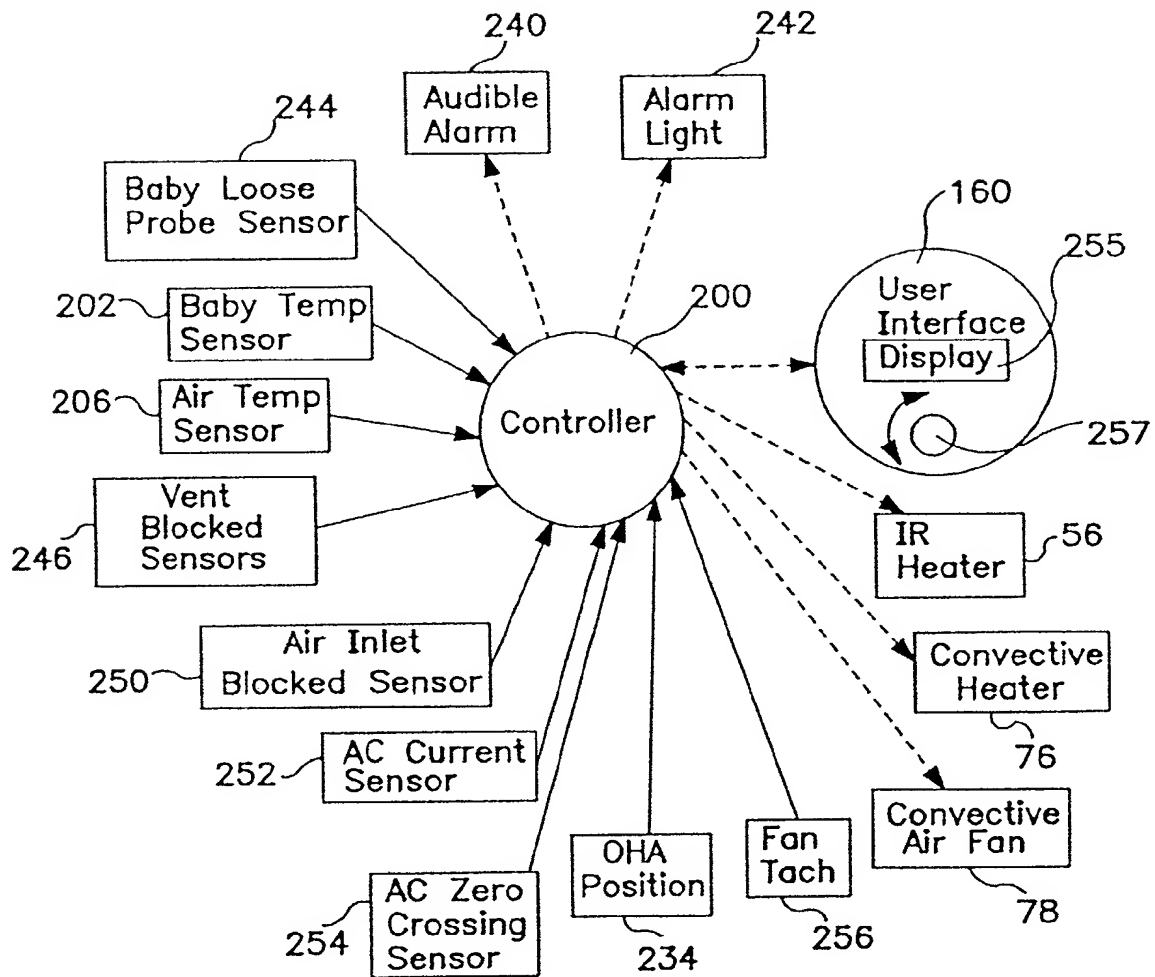 240
242
Audible
Alarm
Alarm
Light
244
Baby Loose
Probe Sensor
160
255
User
Interface
Display
257
202
Baby Temp
Sensor
200
206
Air Temp
Sensor
Controller
246
Vent
Blocked
Sensors
IR
Heater
56
250
Air Inlet
Blocked Sensor
Convective
Heater
76
252
AC Current
Sensor
Convective
Air Fan
78
254
AC Zero
Crossing
Sensor
OHA
Position
234
Fan
Tach
256